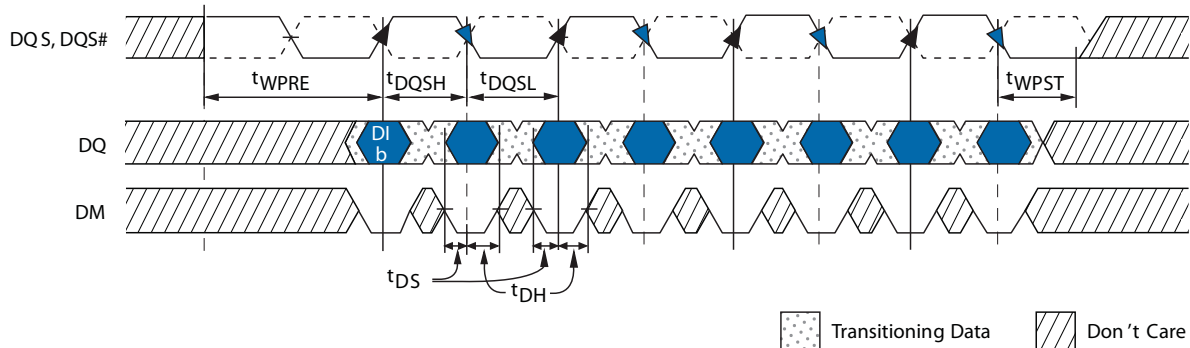 DQS, DQS#
tWPRE
tDQSH
tDQSL
tWPST
DQ
DI
b
DM
tDS
tDH
Transitioning Data
Don't Care